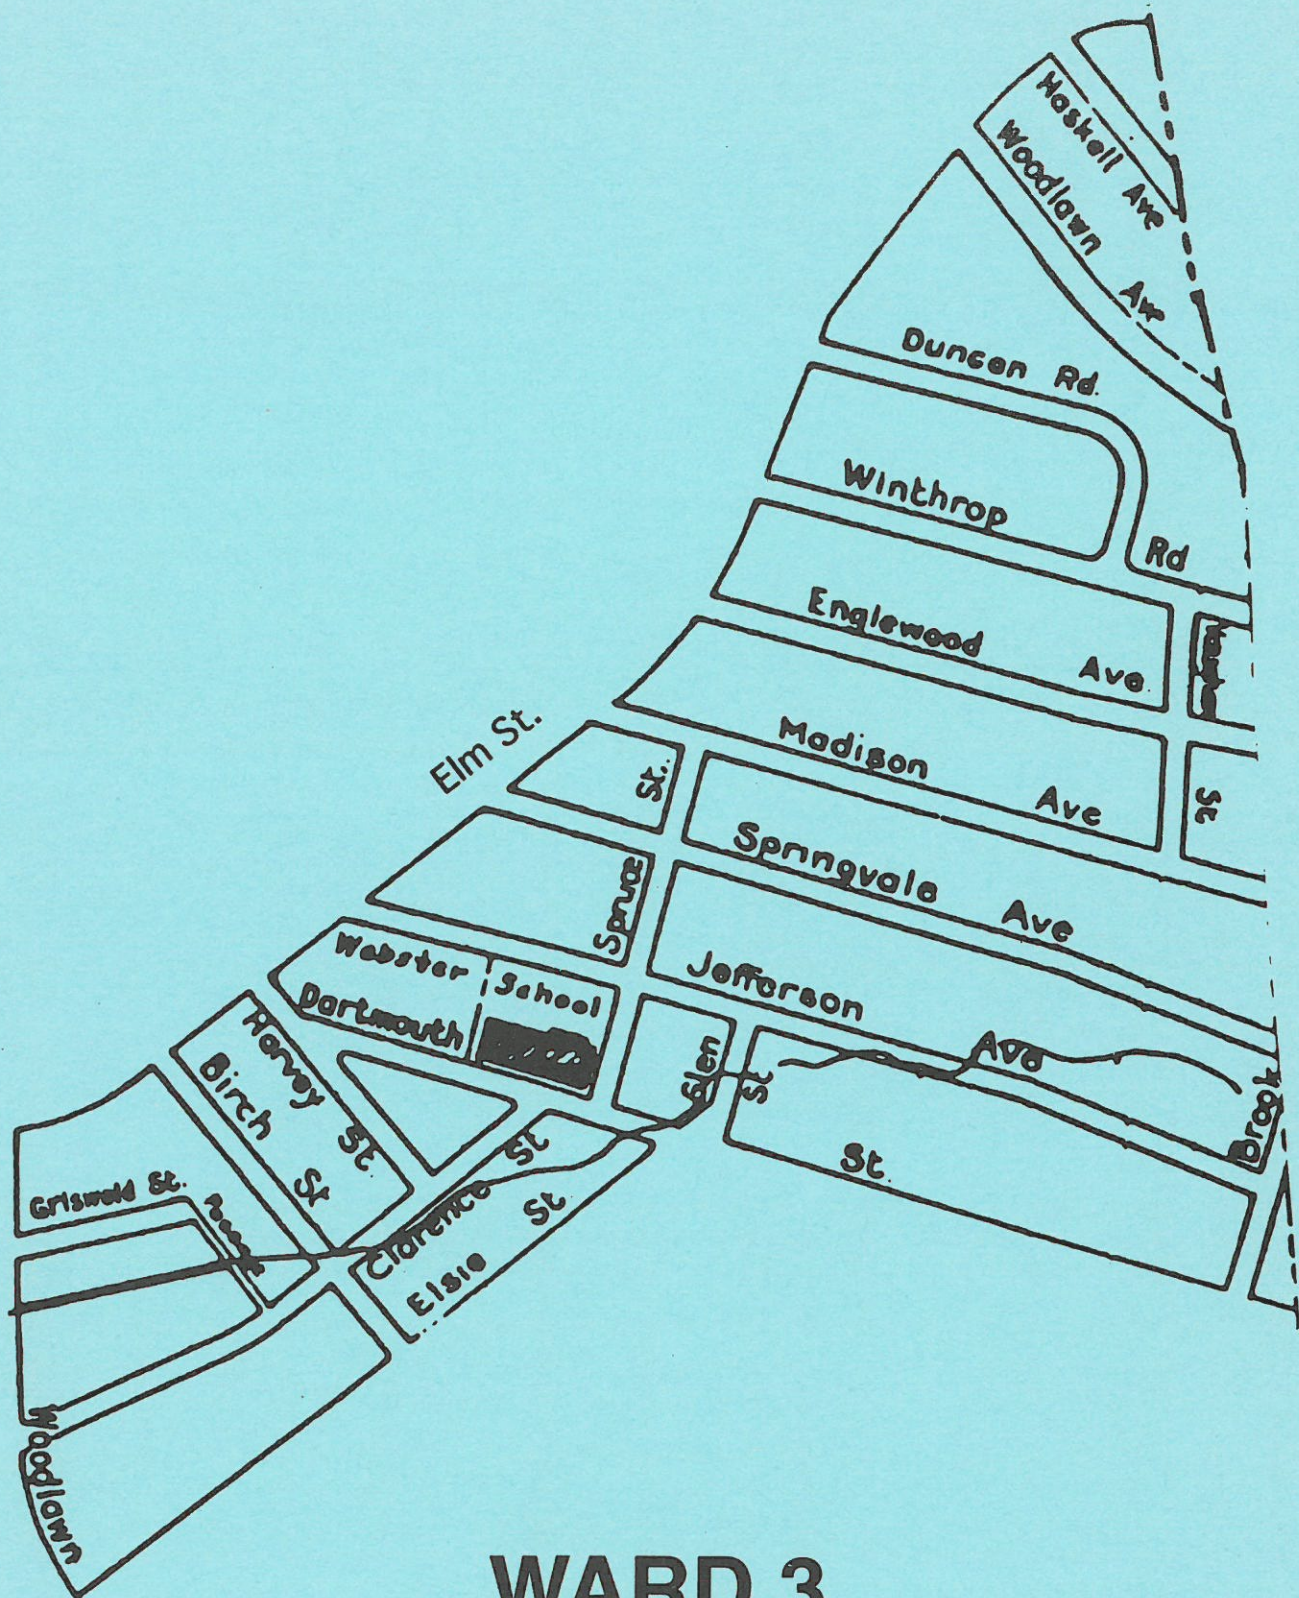 Haskell Ave
Woodlawn Ave
Duncan Rd.
Winthrop
Rd
Englewood Ave.
Elm St.
Madison Ave
St..
St
Springvale Ave
Spruce
Jefferson Ave
Webster School
Dartmouth
Glen
St
Harvey St.
Birch St
Brook
St.
Griswold St.
Clarence St
Elsie St
Woodlawn
WARD 3